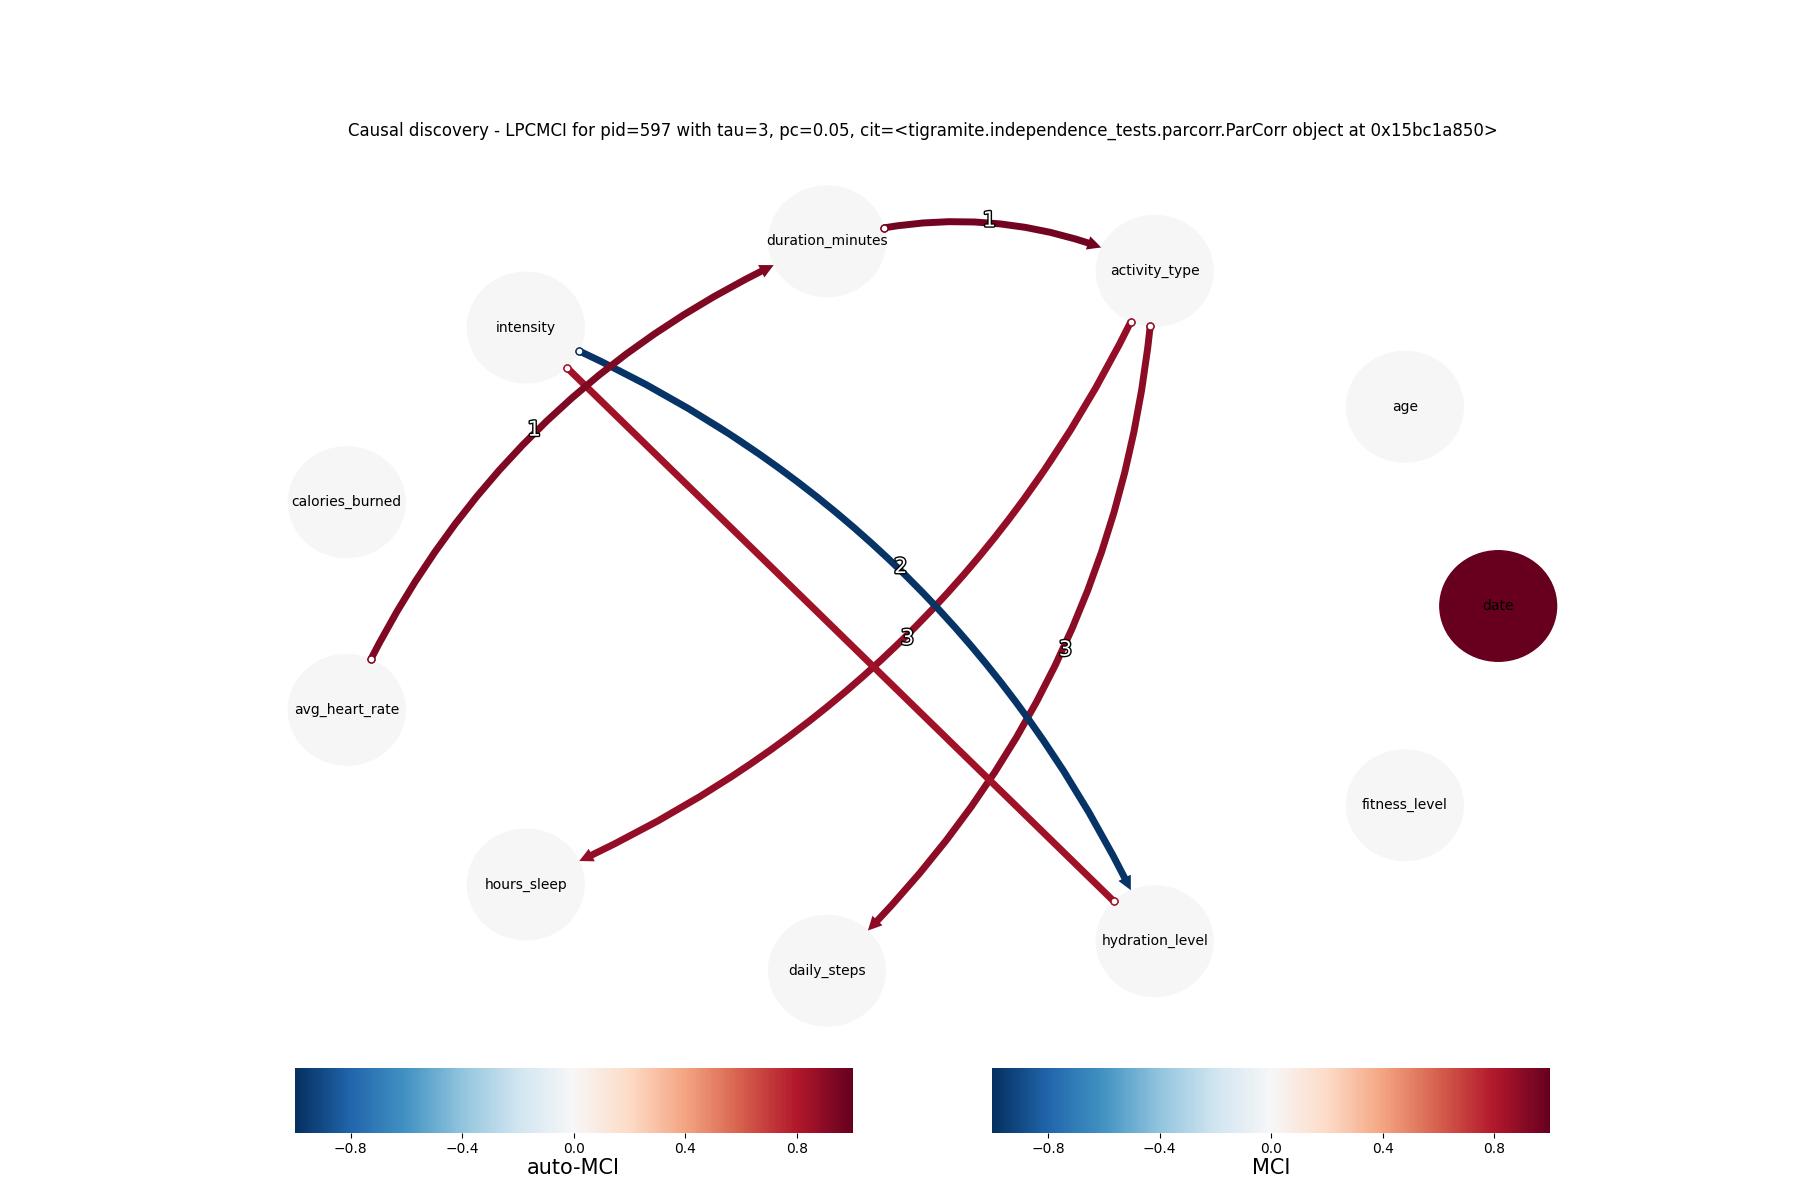 Causal discovery - LPCMCI for pid=597 with tau=3, pc=0.05, cit=<tigramite.independence_tests.parcorr.ParCorr object at 0x15bc1a850>
1
duration_minutes
activity_type
intensity
age
1
calories_burned
2
date
3
3
avg_heart_rate
fitness_level
hours_sleep
hydration_level
daily_steps
−0.8 −0.4 0.0 0.4 0.8
auto-MCI
−0.8 −0.4 0.0 0.4 0.8
MCI